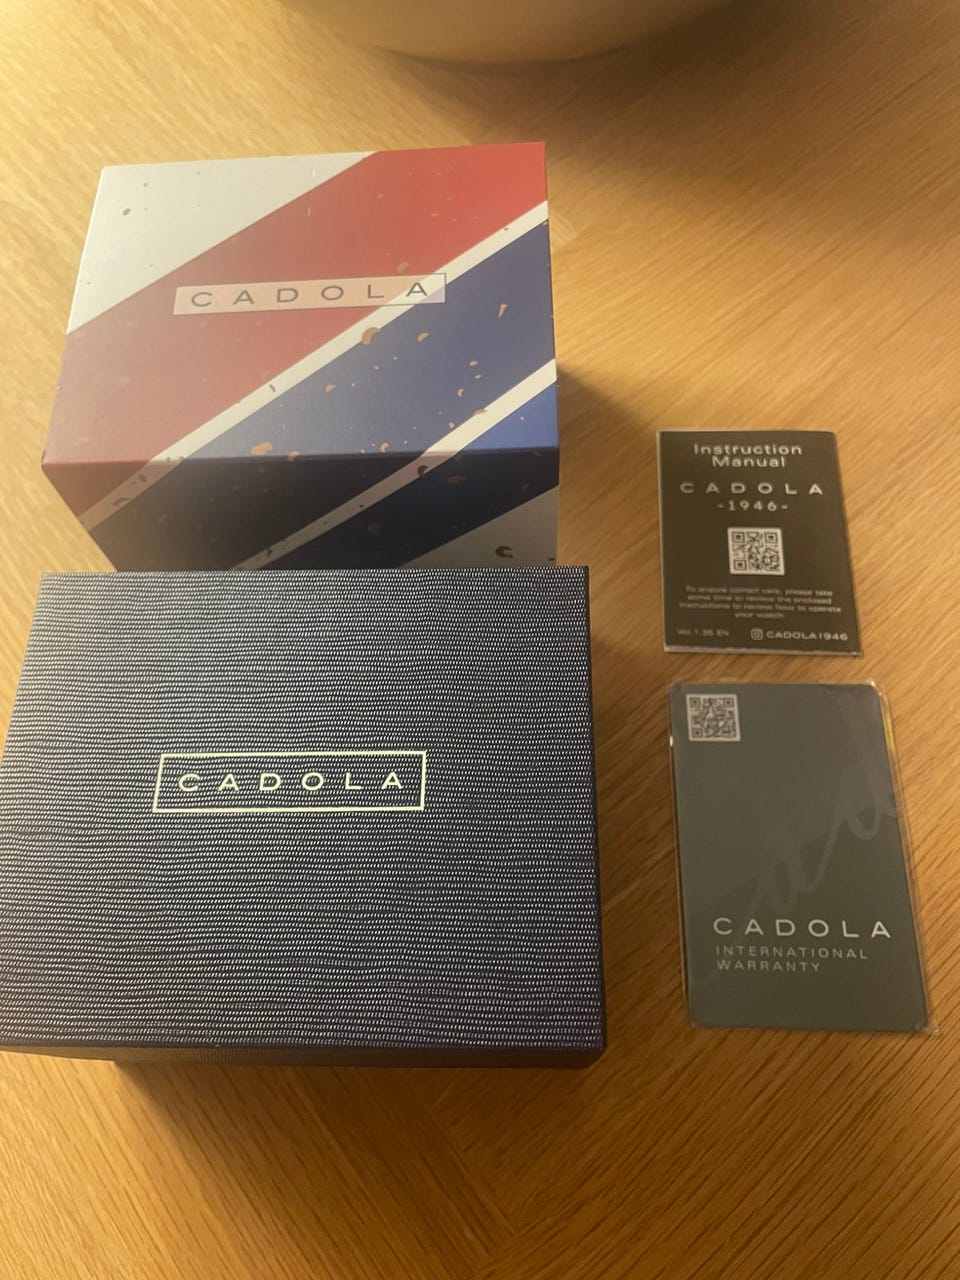 CADOLA
CADOLA
Instruction
Manual
CADOLA
-1946-
To ensure correct care, please take
some time to review the enclosed
instructions to review how to operate
your watch.
Vol.1.35 EN CADOLA1946
CADOLA
INTERNATIONAL
WARRANTY